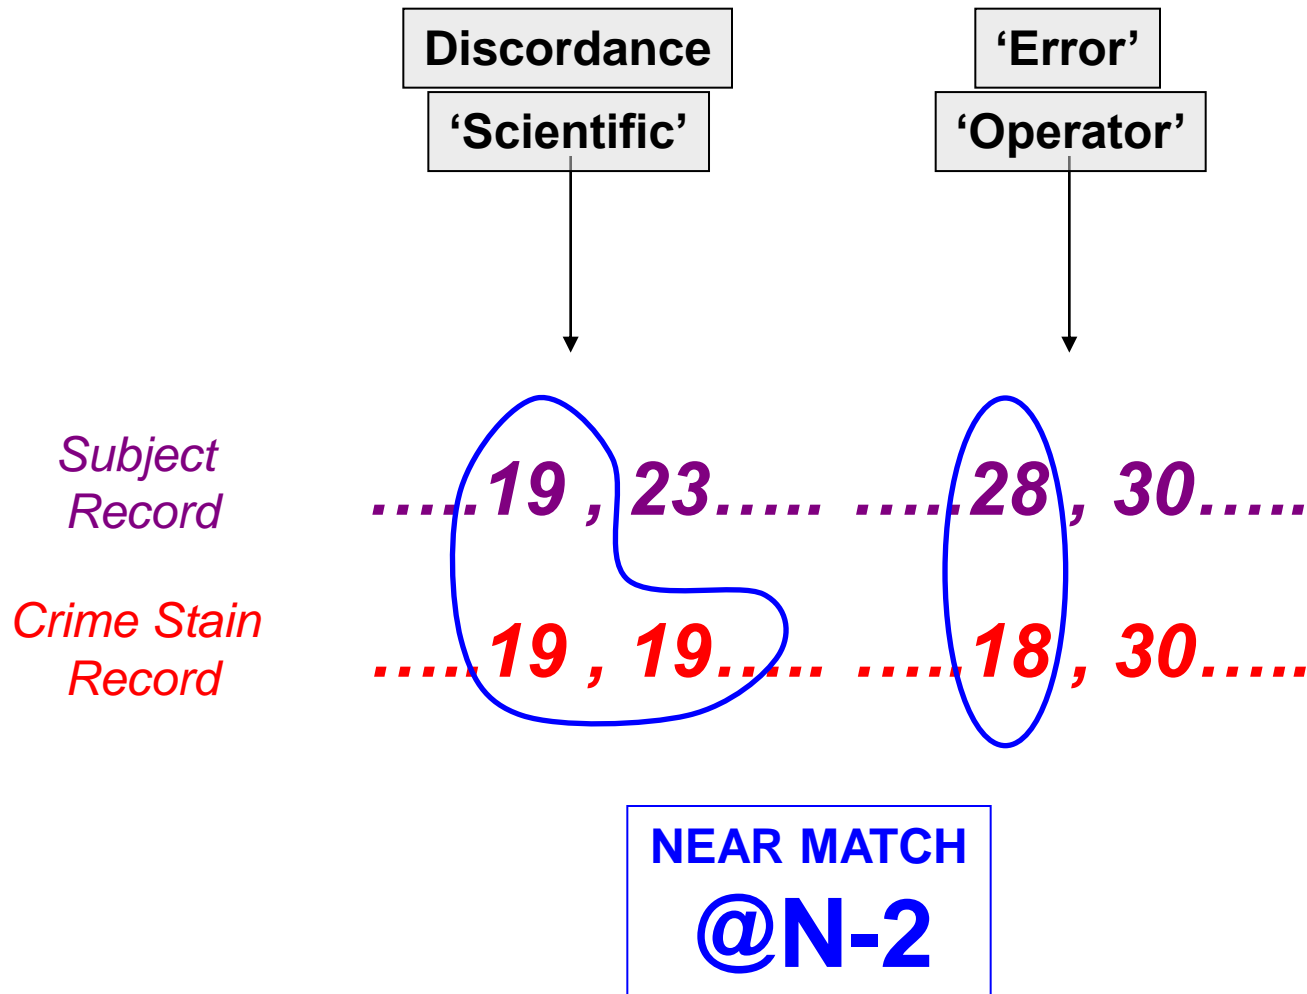 Discordance
‘Scientific’
‘Error’
‘Operator’
Subject
Record
…..19 , 23….. …..28 , 30…..
Crime Stain
Record
…..19 , 19….. …..18 , 30…..
NEAR MATCH
@N-2